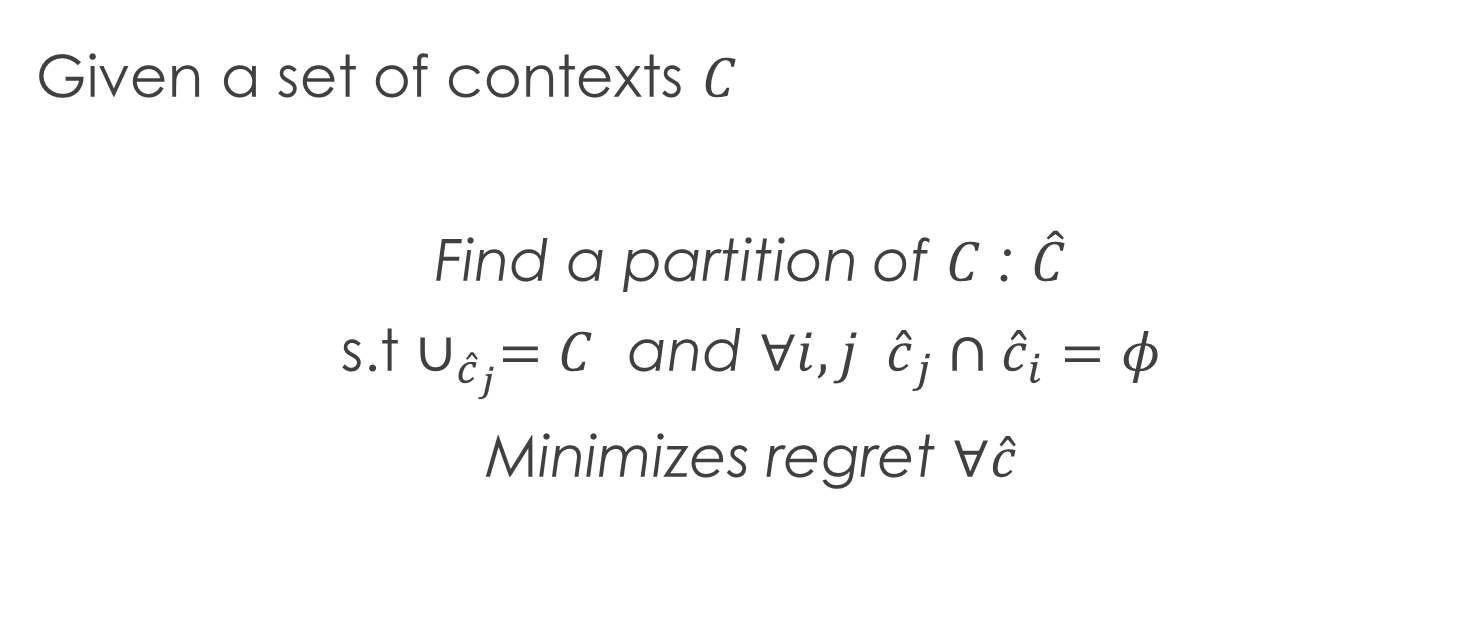 Given a set of contexts C
Find a partition of C : Ĉ
s.t ∪ĉⱼ= C and ∀i,j ĉⱼ ∩ ĉᵢ = ϕ
Minimizes regret ∀ĉ